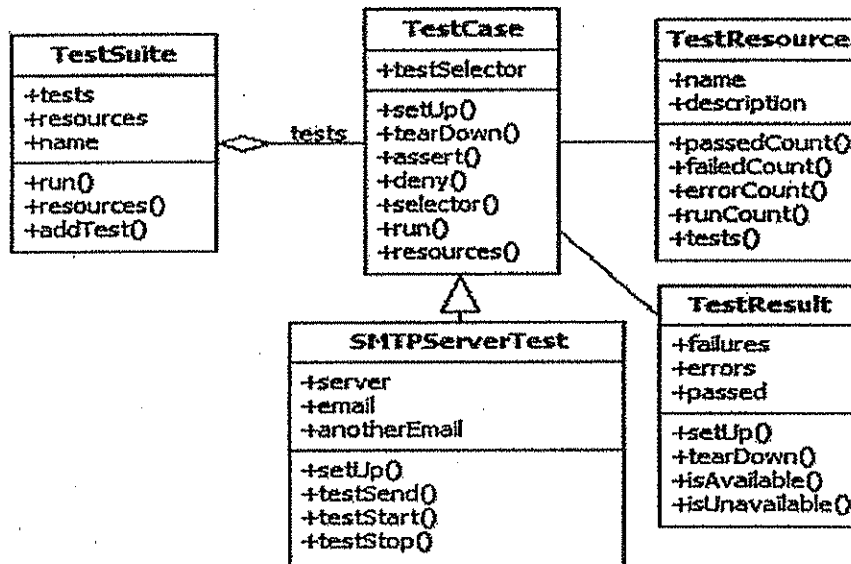 TestSuite
+tests
+resources
+name
+run()
+resources()
+addTest()
tests
TestCase
+testSelector
+setUp()
+tearDown()
+assert()
+deny()
+selector()
+run()
+resources()
TestResource
+name
+description
+passedCount()
+failedCount()
+errorCount()
+runCount()
+tests()
SMTPServerTest
+server
+email
+anotherEmail
+setUp()
+testSend()
+testStart()
+testStop()
TestResult
+failures
+errors
+passed
+setUp()
+tearDown()
+isAvailable()
+isUnavailable()